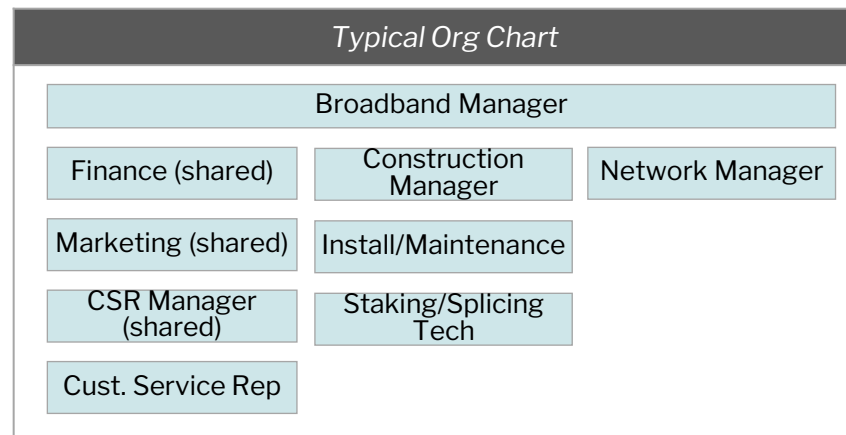 Typical Org Chart
Broadband Manager
Finance (shared)
Construction
Manager
Network Manager
Marketing (shared)
Install/Maintenance
CSR Manager
(shared)
Staking/Splicing
Tech
Cust. Service Rep